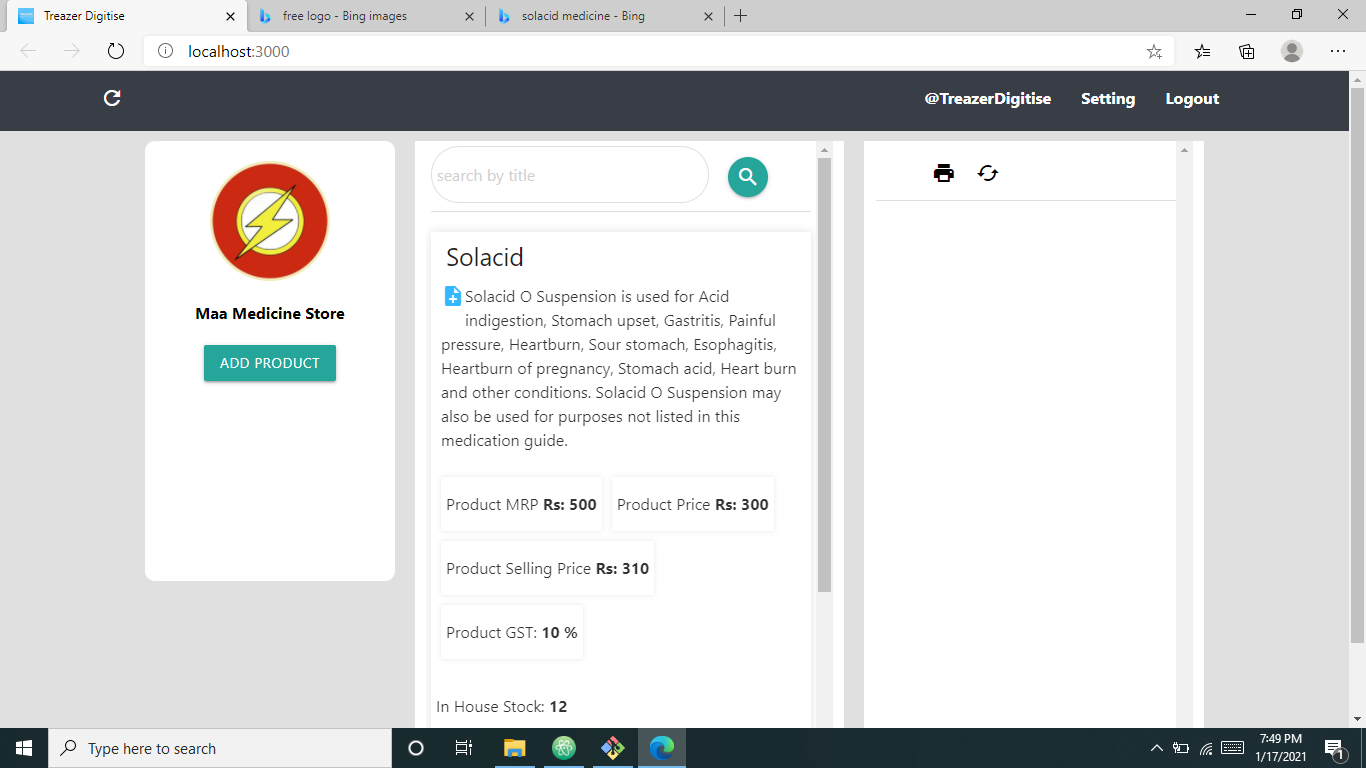 Treazer Digitise
free logo - Bing images
solacid medicine - Bing
localhost:3000
@TreazerDigitise Setting Logout
Maa Medicine Store
ADD PRODUCT
search by title
Solacid
Solacid O Suspension is used for Acid
indigestion, Stomach upset, Gastritis, Painful
pressure, Heartburn, Sour stomach, Esophagitis,
Heartburn of pregnancy, Stomach acid, Heart burn
and other conditions. Solacid O Suspension may
also be used for purposes not listed in this
medication guide.
Product MRP Rs: 500
Product Price Rs: 300
Product Selling Price Rs: 310
Product GST: 10 %
In House Stock: 12
Type here to search
7:49 PM
1/17/2021
1